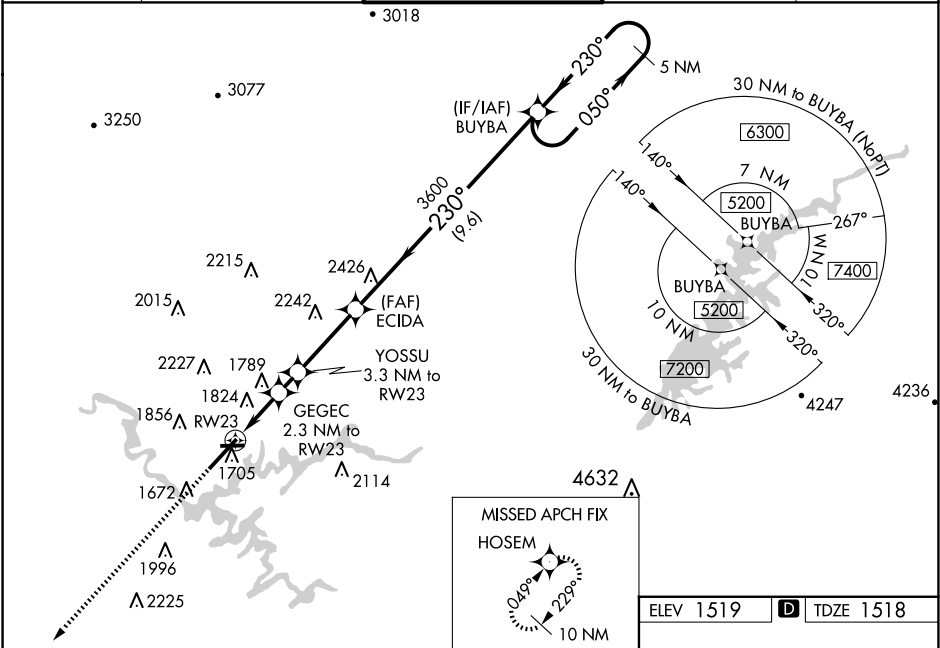 3018
3077
3250
230°
5 NM
050°
(IF/IAF)
BUYBA
3600
230°
(9.6)
30 NM to BUYBA (NoPT)
6300
140°
7 NM
5200
BUYBA
267°
10 NM
7400
320°
140°
BUYBA
5200
10 NM
320°
7200
30 NM to BUYBA
4247
4236
2215
2426
2015
2242
(FAF)
ECIDA
2227
1789
YOSSU
3.3 NM to
RW23
1824
1856
RW23
GEGEC
2.3 NM to
RW23
1705
2114
1672
1996
2225
4632
MISSED APCH FIX
HOSEM
049°
229°
10 NM
ELEV 1519 D TDZE 1518